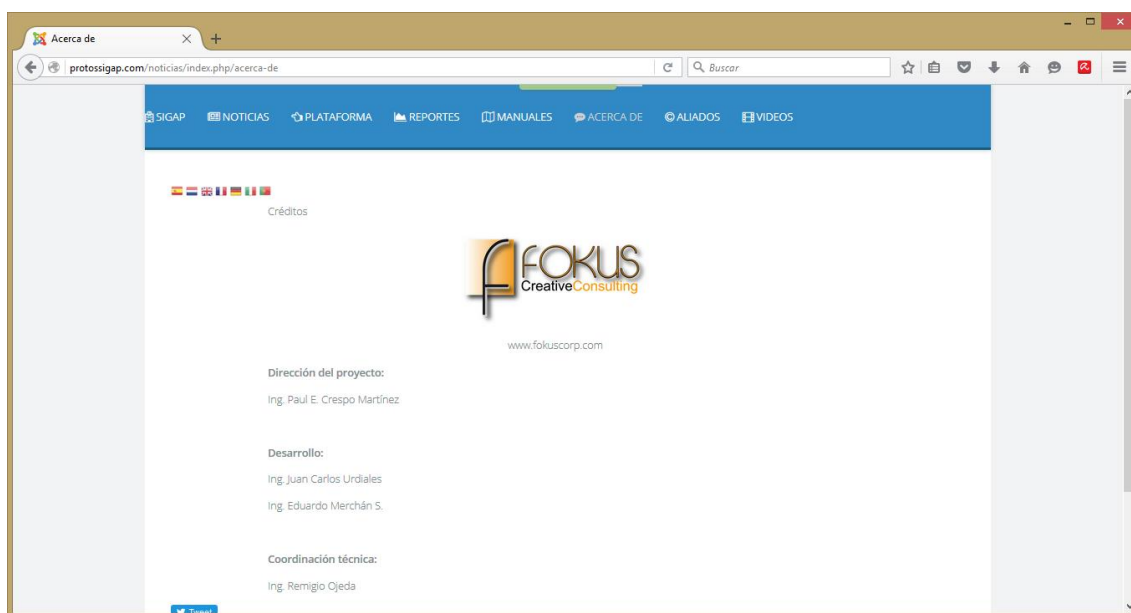 Acerca de
protossigap.com/noticias/index.php/acerca-de
Buscar
SIGAP NOTICIAS PLATAFORMA REPORTES MANUALES ACERCA DE ALIADOS VIDEOS
Créditos
FOKUS
CreativeConsulting
www.fokuscorp.com
Dirección del proyecto:
Ing. Paul E. Crespo Martínez
Desarrollo:
Ing. Juan Carlos Urdiales
Ing. Eduardo Merchán S.
Coordinación técnica:
Ing. Remigio Ojeda
Tweet